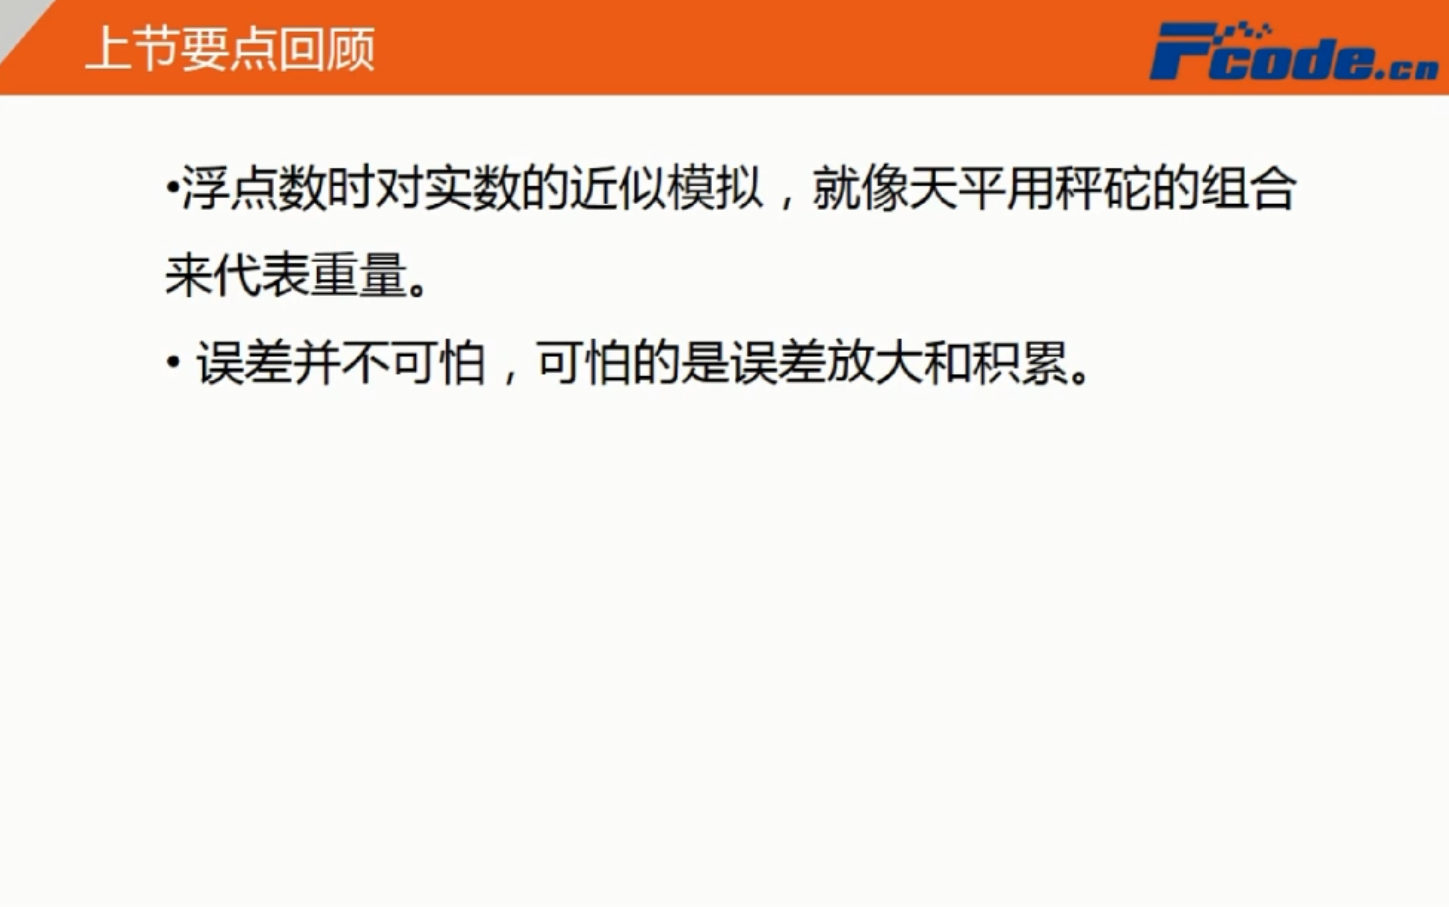 上节要点回顾
Fcode.cn
•浮点数时对实数的近似模拟，就像天平用秤砣的组合
来代表重量。
• 误差并不可怕，可怕的是误差放大和积累。